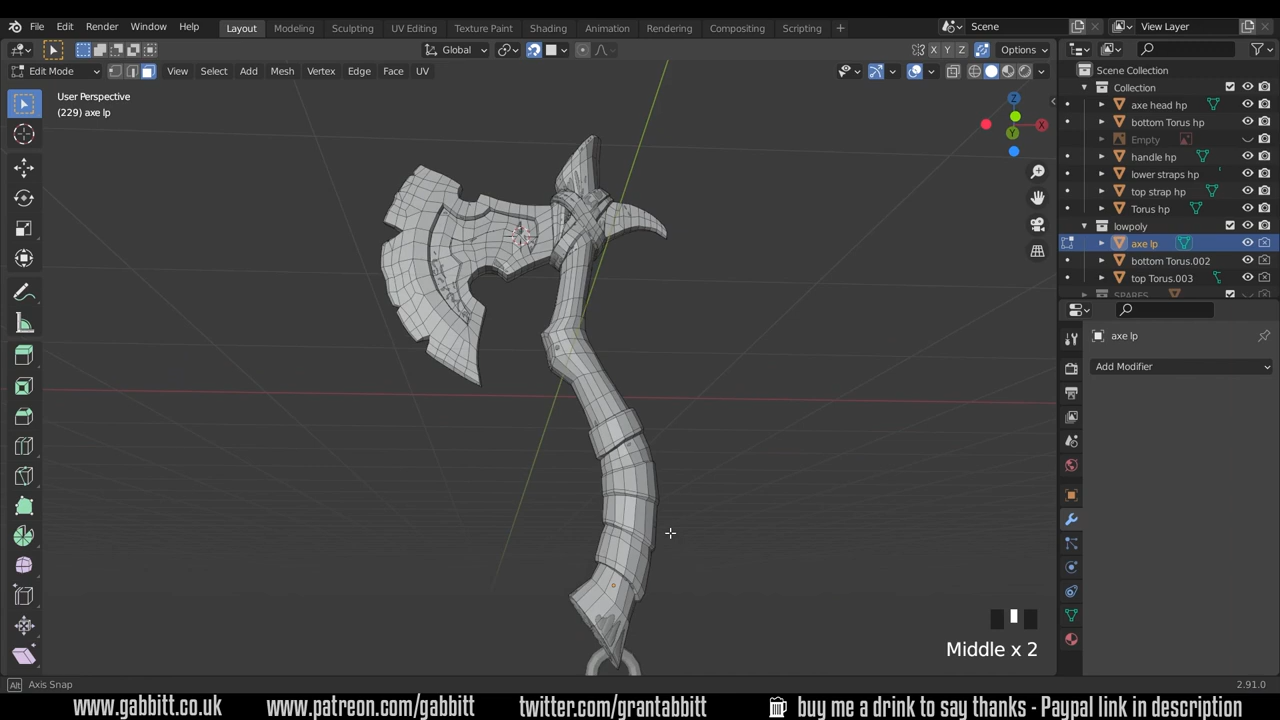 File Edit Render Window Help Layout Modeling Sculpting UV Editing Texture Paint Shading Animation Rendering Compositing Scripting + Scene View Layer
Global X Y Z Options
Edit Mode View Select Add Mesh Vertex Edge Face UV
User Perspective
(229) axe lp
Z
X
Y
Scene Collection
Collection
axe head hp
bottom Torus hp
Empty
handle hp
lower straps hp
top strap hp
Torus hp
lowpoly
axe lp
bottom Torus.002
top Torus.003
SPARES
axe lp
Add Modifier
Middle x 2
Alt Axis Snap 2.91.0
www.gabbitt.co.uk www.patreon.com/gabbitt twitter.com/grantabbitt buy me a drink to say thanks - Paypal link in description